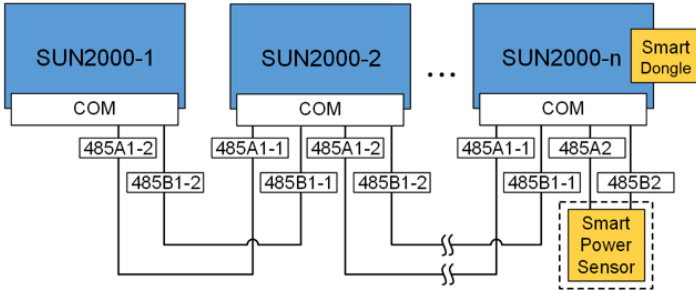 SUN2000-1
SUN2000-2
...
SUN2000-n
Smart
Dongle
COM
COM
COM
485A1-2
485A1-1
485A1-2
485A1-1
485A2
485B1-2
485B1-1
485B1-2
485B1-1
485B2
Smart
Power
Sensor